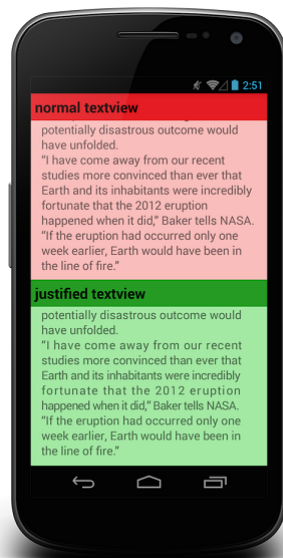 2:51
normal textview
potentially disastrous outcome would
have unfolded.
“I have come away from our recent
studies more convinced than ever that
Earth and its inhabitants were incredibly
fortunate that the 2012 eruption
happened when it did,” Baker tells NASA.
“If the eruption had occurred only one
week earlier, Earth would have been in
the line of fire.”
justified textview
potentially disastrous outcome would
have unfolded.
“I have come away from our recent
studies more convinced than ever that
Earth and its inhabitants were incredibly
fortunate that the 2012 eruption
happened when it did,” Baker tells NASA.
“If the eruption had occurred only one
week earlier, Earth would have been in
the line of fire.”